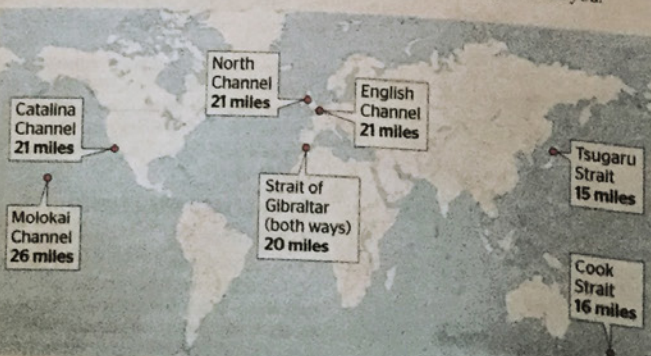 North
Channel
21 miles
English
Channel
21 miles
Catalina
Channel
21 miles
Tsugaru
Strait
15 miles
Strait of
Gibraltar
(both ways)
20 miles
Molokai
Channel
26 miles
Cook
Strait
16 miles